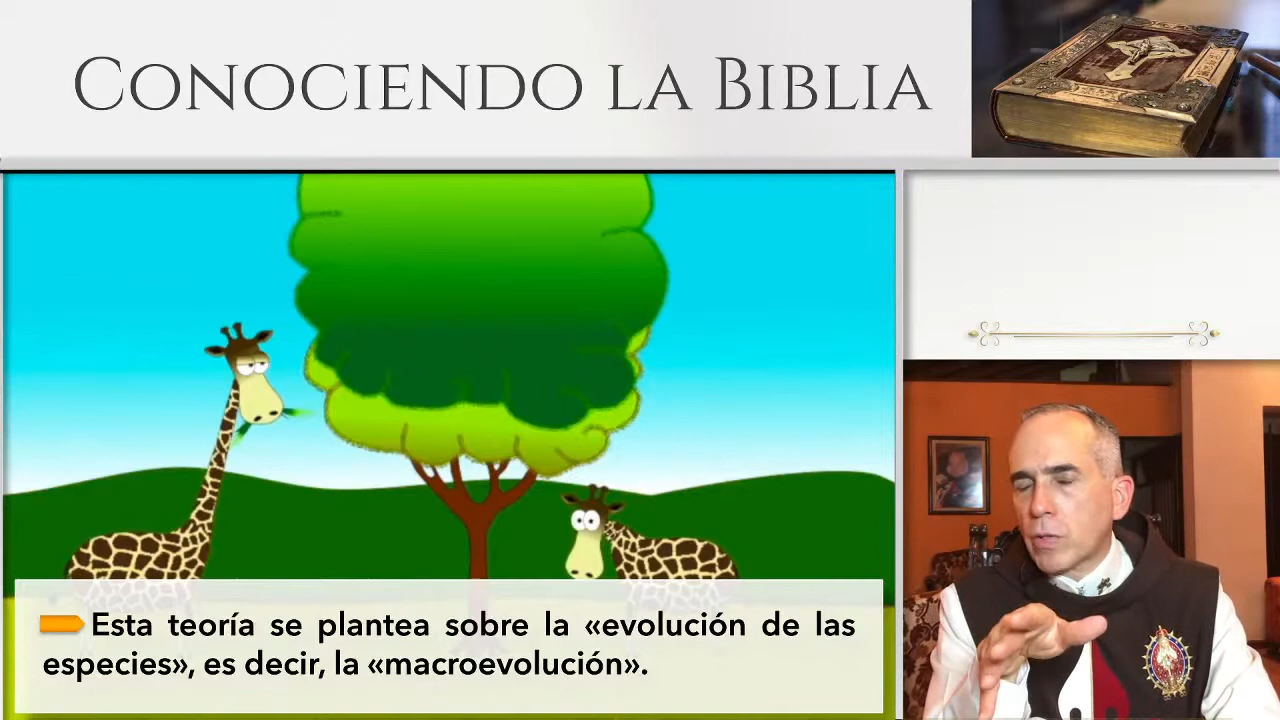 CONOCIENDO LA BIBLIA
Esta teoría se plantea sobre la «evolución de las
especies», es decir, la «macroevolución».